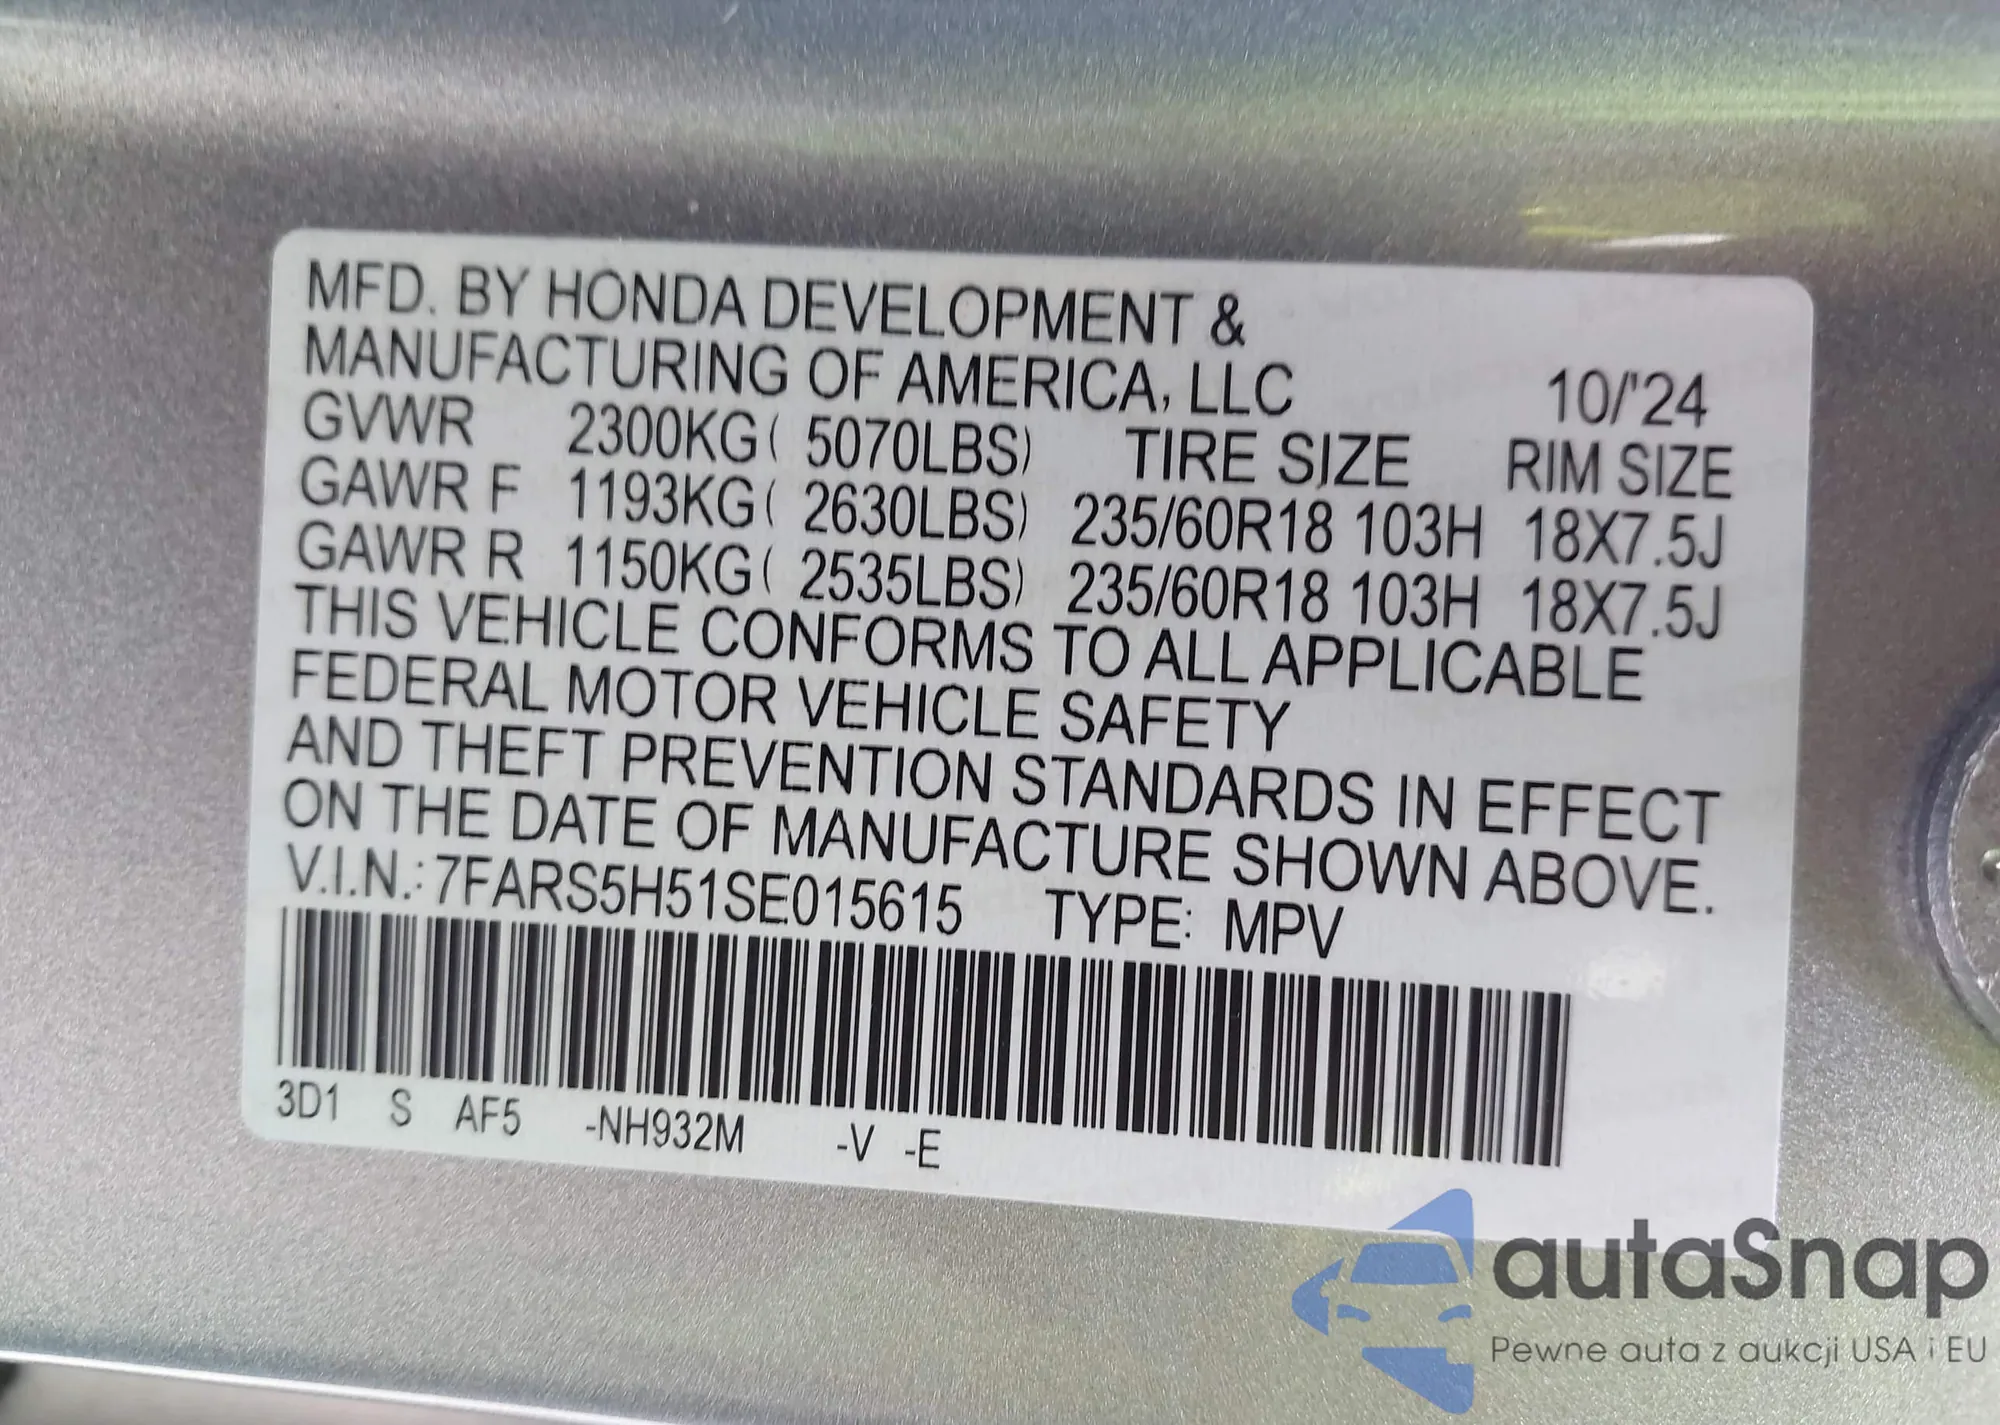 MFD. BY HONDA DEVELOPMENT &
MANUFACTURING OF AMERICA, LLC 10/'24
GVWR 2300KG( 5070LBS) TIRE SIZE RIM SIZE
GAWR F 1193KG( 2630LBS) 235/60R18 103H 18X7.5J
GAWR R 1150KG( 2535LBS) 235/60R18 103H 18X7.5J
THIS VEHICLE CONFORMS TO ALL APPLICABLE
FEDERAL MOTOR VEHICLE SAFETY
AND THEFT PREVENTION STANDARDS IN EFFECT
ON THE DATE OF MANUFACTURE SHOWN ABOVE.
V.I.N.: 7FARS5H51SE015615 TYPE: MPV
3D1 S AF5 -NH932M -V -E
autaSnap
Pewne auta z aukcji USA i EU